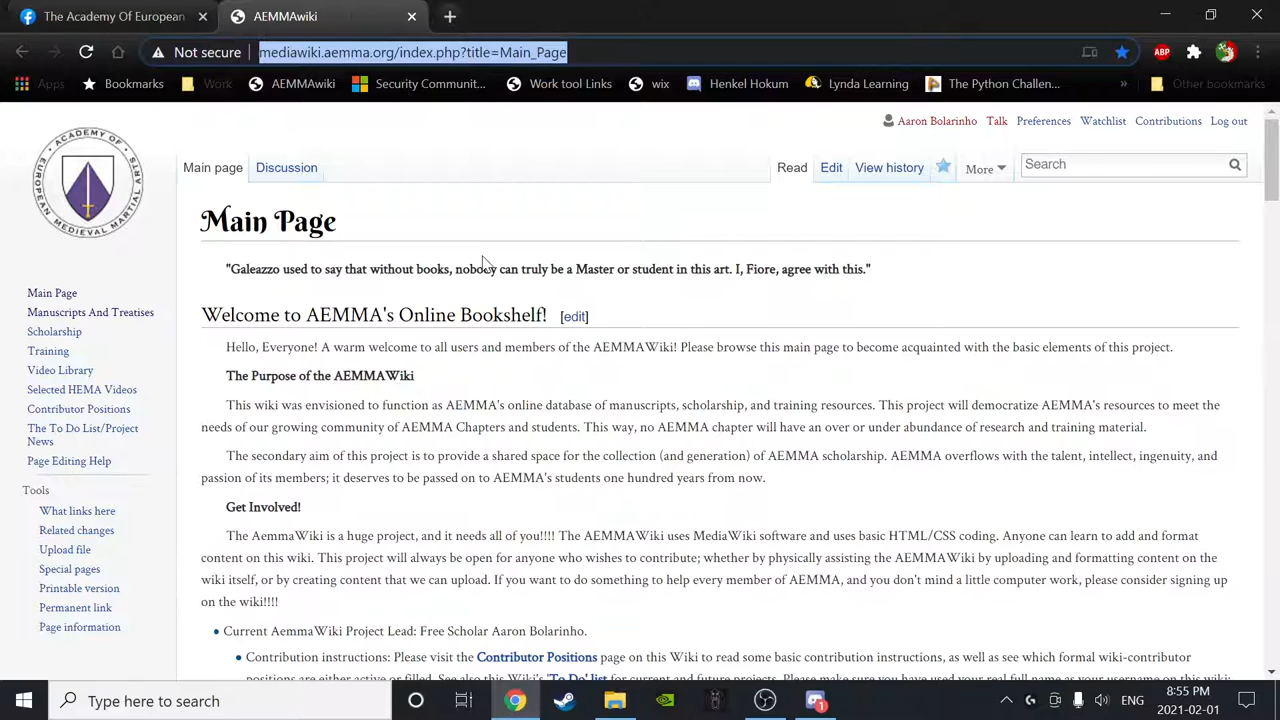 The Academy Of European
AEMMAwiki
Not secure
mediawiki.aemma.org/index.php?title=Main_Page
ABP
Apps
Bookmarks
Work
AEMMAwiki
Security Communit...
Work tool Links
wix
Henkel Hokum
Lynda Learning
The Python Challen...
»
Other bookmarks
Aaron Bolarinho
Talk
Preferences
Watchlist
Contributions
Log out
ACADEMY OF EUROPEAN MEDIEVAL MARTIAL ARTS
Main page
Discussion
Read
Edit
View history
More
Search
Main Page
"Galeazzo used to say that without books, nobody can truly be a Master or student in this art. I, Fiore, agree with this."
Main Page
Manuscripts And Treatises
Scholarship
Training
Video Library
Selected HEMA Videos
Contributor Positions
The To Do List/Project
News
Page Editing Help
Tools
What links here
Related changes
Upload file
Special pages
Printable version
Permanent link
Page information
Welcome to AEMMA's Online Bookshelf! [edit]
Hello, Everyone! A warm welcome to all users and members of the AEMMAWiki! Please browse this main page to become acquainted with the basic elements of this project.
The Purpose of the AEMMAWiki
This wiki was envisioned to function as AEMMA's online database of manuscripts, scholarship, and training resources. This project will democratize AEMMA's resources to meet the
needs of our growing community of AEMMA Chapters and students. This way, no AEMMA chapter will have an over or under abundance of research and training material.
The secondary aim of this project is to provide a shared space for the collection (and generation) of AEMMA scholarship. AEMMA overflows with the talent, intellect, ingenuity, and
passion of its members; it deserves to be passed on to AEMMA's students one hundred years from now.
Get Involved!
The AemmaWiki is a huge project, and it needs all of you!!!! The AEMMAWiki uses MediaWiki software and uses basic HTML/CSS coding. Anyone can learn to add and format
content on this wiki. This project will always be open for anyone who wishes to contribute; whether by physically assisting the AEMMAWiki by uploading and formatting content on the
wiki itself, or by creating content that we can upload. If you want to do something to help every member of AEMMA, and you don't mind a little computer work, please consider signing up
on the wiki!!!!
Current AemmaWiki Project Lead: Free Scholar Aaron Bolarinho.
Contribution instructions: Please visit the Contributor Positions page on this Wiki to read some basic contribution instructions, as well as see which formal wiki-contributor
positions are either active or filled. See also this Wiki's 'To Do' list for current and future projects. Please make sure you have used your real full name as your username on this wiki;
Type here to search
1
ENG
8:55 PM
2021-02-01